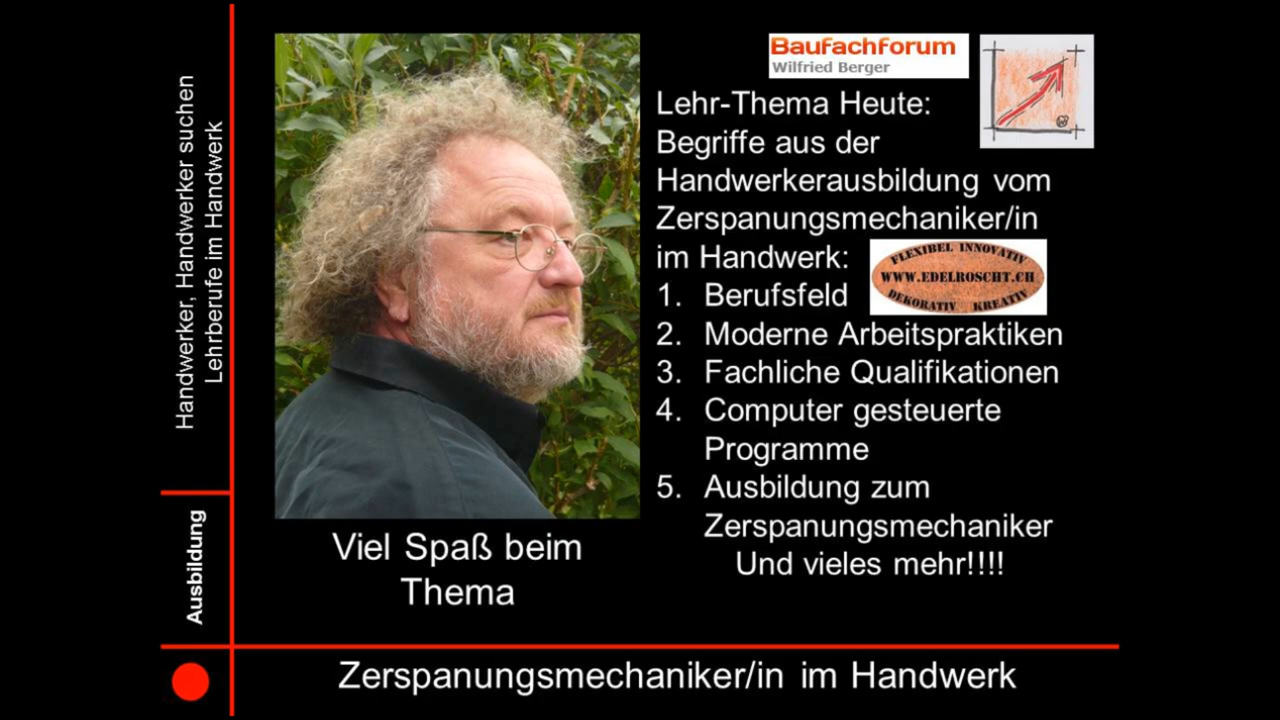 Handwerker, Handwerker suchen
Lehrberufe im Handwerk
Ausbildung
Viel Spaß beim
Thema
Baufachforum
Wilfried Berger
Lehr-Thema Heute:
Begriffe aus der
Handwerkerausbildung vom
Zerspanungsmechaniker/in
im Handwerk:
FLEXIBEL INNOVATIV
WWW.EDELROSCHT.CH
DEKORATIV KREATIV
1. Berufsfeld
2. Moderne Arbeitspraktiken
3. Fachliche Qualifikationen
4. Computer gesteuerte
Programme
5. Ausbildung zum
Zerspanungsmechaniker
Und vieles mehr!!!!
Zerspanungsmechaniker/in im Handwerk